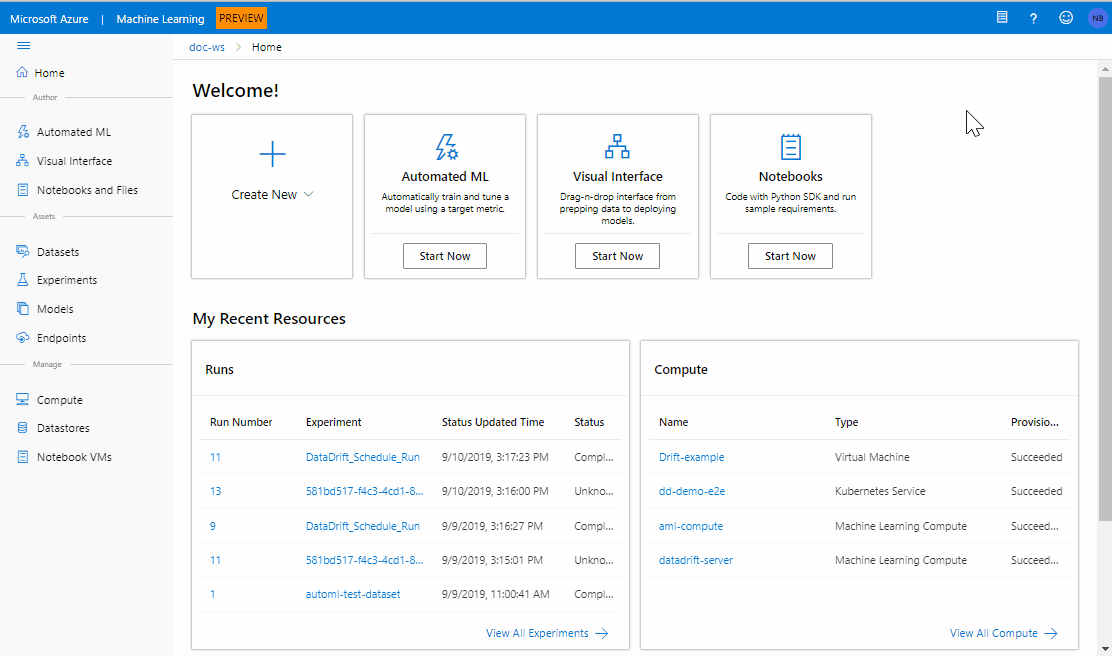 Microsoft Azure | Machine Learning PREVIEW ? NB
doc-ws > Home
Home
Author
Automated ML
Visual Interface
Notebooks and Files
Assets
Datasets
Experiments
Models
Endpoints
Manage
Compute
Datastores
Notebook VMs
Welcome!
Create New
Automated ML
Automatically train and tune a
model using a target metric.
Start Now
Visual Interface
Drag-n-drop interface from
prepping data to deploying
models.
Start Now
Notebooks
Code with Python SDK and run
sample requirements.
Start Now
My Recent Resources
Runs
Run Number Experiment Status Updated Time Status
11 DataDrift_Schedule_Run 9/10/2019, 3:17:23 PM Compl...
13 581bd517-f4c3-4cd1-8... 9/10/2019, 3:16:00 PM Unkno...
9 DataDrift_Schedule_Run 9/9/2019, 3:16:27 PM Compl...
11 581bd517-f4c3-4cd1-8... 9/9/2019, 3:15:01 PM Unkno...
1 automl-test-dataset 9/9/2019, 11:00:41 AM Compl...
View All Experiments
Compute
Name Type Provisio...
Drift-example Virtual Machine Succeeded
dd-demo-e2e Kubernetes Service Succeeded
aml-compute Machine Learning Compute Succeed...
datadrift-server Machine Learning Compute Succeed...
View All Compute